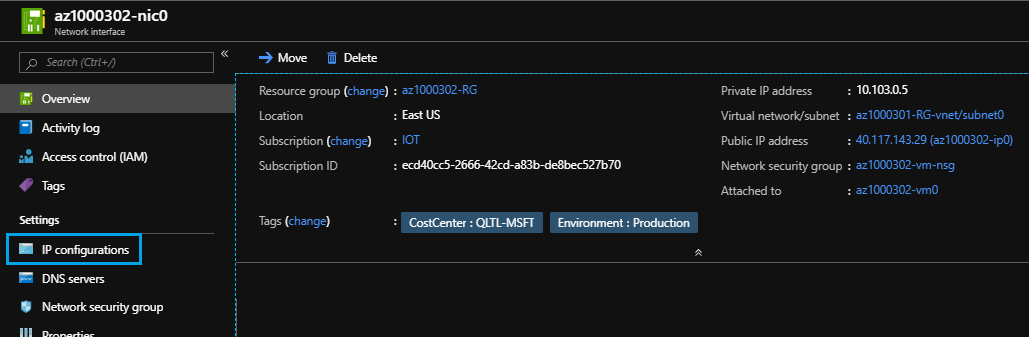 az1000302-nic0
Network interface
Search (Ctrl+/)
«
Overview
Activity log
Access control (IAM)
Tags
Settings
IP configurations
DNS servers
Network security group
Properties
Move
Delete
Resource group (change) : az1000302-RG
Location : East US
Subscription (change) : IOT
Subscription ID : ecd40cc5-2666-42cd-a83b-de8bec527b70
Private IP address : 10.103.0.5
Virtual network/subnet : az1000301-RG-vnet/subnet0
Public IP address : 40.117.143.29 (az1000302-ip0)
Network security group : az1000302-vm-nsg
Attached to : az1000302-vm0
Tags (change) : CostCenter : QLTL-MSFT Environment : Production